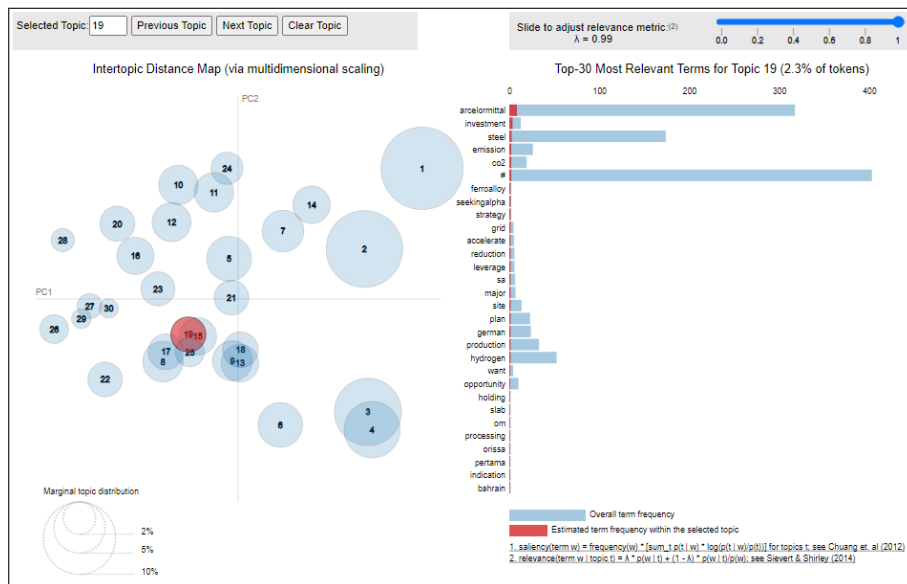 Selected Topic: 19 Previous Topic Next Topic Clear Topic
Slide to adjust relevance metric:(2)
λ = 0.99
0.0 0.2 0.4 0.6 0.8 1
Intertopic Distance Map (via multidimensional scaling)
PC2
PC1
1
24
10
11
14
20
12
7
28
2
16
5
23
21
27
30
29
26
19
15
17
25
18
8
9
13
22
3
6
4
Marginal topic distribution
2%
5%
10%
Top-30 Most Relevant Terms for Topic 19 (2.3% of tokens)
0 100 200 300 400
arcelormittal
investment
steel
emission
co2
#
ferroalloy
seekingalpha
strategy
grid
accelerate
reduction
leverage
sa
major
site
plan
german
production
hydrogen
want
opportunity
holding
slab
om
processing
orissa
pertama
indication
bahrain
Overall term frequency
Estimated term frequency within the selected topic
1. saliency(term w) = frequency(w) * [sum_t p(t | w) * log(p(t | w)/p(t))] for topics t; see Chuang et. al (2012)
2. relevance(term w | topic t) = λ * p(w | t) + (1 - λ) * p(w | t)/p(w); see Sievert & Shirley (2014)